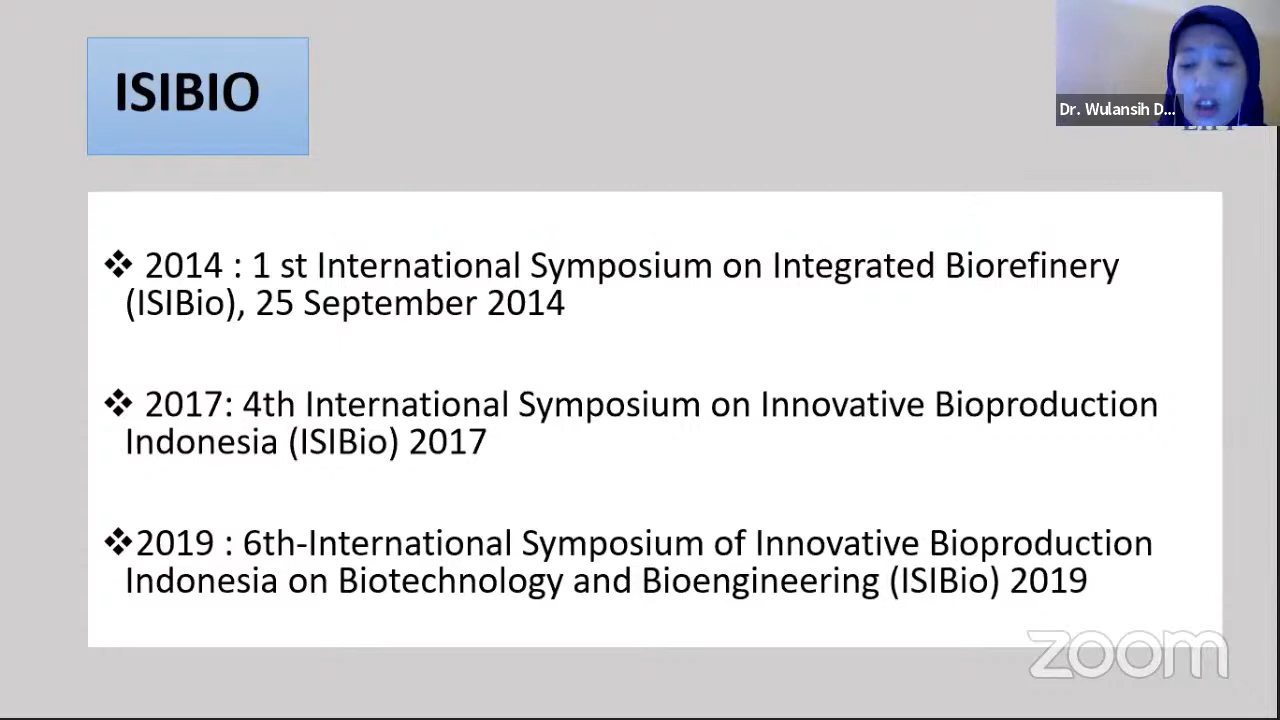 ISIBIO
Dr. Wulansih D...
❖ 2014 : 1 st International Symposium on Integrated Biorefinery
(ISIBio), 25 September 2014
❖ 2017: 4th International Symposium on Innovative Bioproduction
Indonesia (ISIBio) 2017
❖2019 : 6th-International Symposium of Innovative Bioproduction
Indonesia on Biotechnology and Bioengineering (ISIBio) 2019
zoom